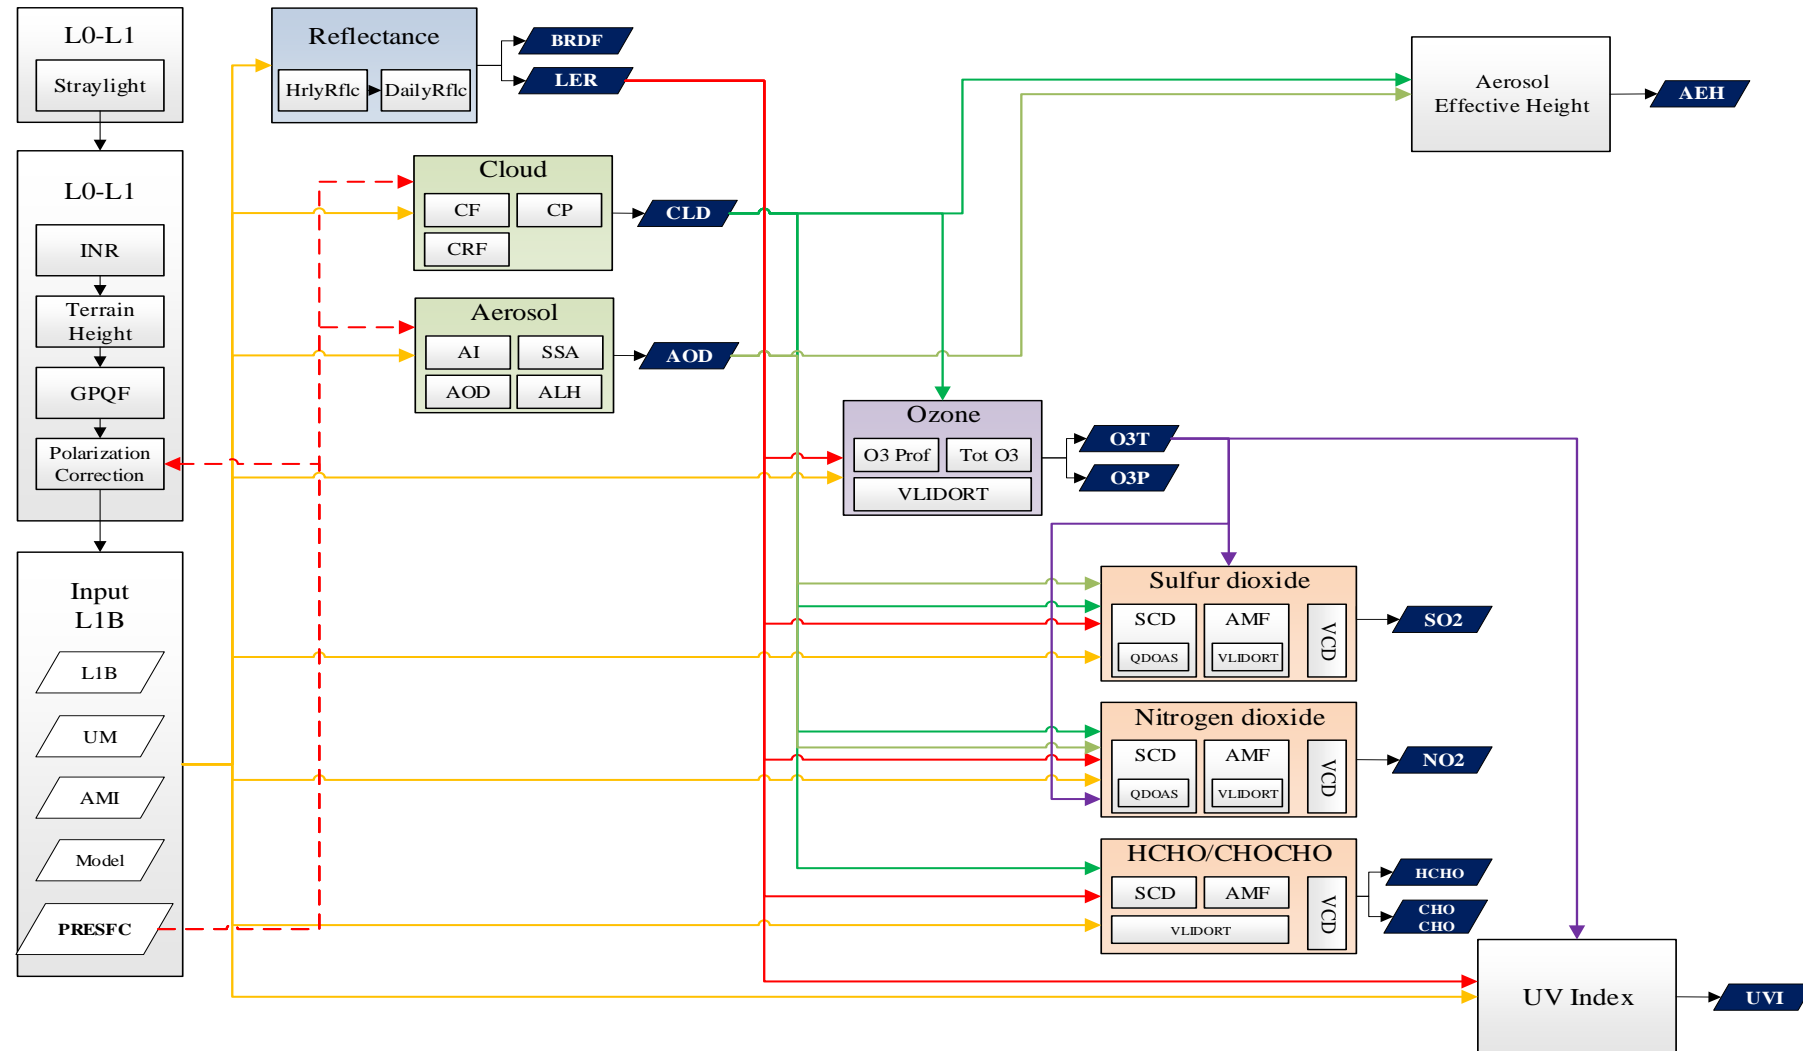 L0-L1
Straylight
L0-L1
INR
Terrain
Height
GPQF
Polarization
Correction
Input
L1B
L1B
UM
AMI
Model
PRESFC
Reflectance
HrlyRflc
DailyRflc
BRDF
LER
Cloud
CF
CP
CRF
CLD
Aerosol
AI
SSA
AOD
ALH
AOD
Aerosol
Effective Height
AEH
Ozone
O3 Prof
Tot O3
VLIDORT
O3T
O3P
Sulfur dioxide
SCD
QDOAS
AMF
VLIDORT
VCD
SO2
Nitrogen dioxide
SCD
QDOAS
AMF
VLIDORT
VCD
NO2
HCHO/CHOCHO
SCD
AMF
VLIDORT
VCD
HCHO
CHO
CHO
UV Index
UVI